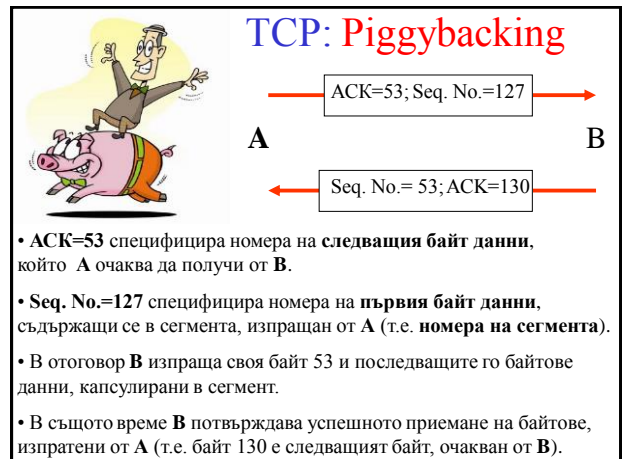 TCP: Piggybacking
ACK=53; Seq. No.=127
A
B
Seq. No.= 53; ACK=130
• ACK=53 специфицира номера на следващия байт данни,
който A очаква да получи от B.
• Seq. No.=127 специфицира номера на първия байт данни,
съдържащи се в сегмента, изпращан от A (т.е. номера на сегмента).
• В отоговор B изпраща своя байт 53 и последващите го байтове
данни, капсулирани в сегмент.
• В същото време B потвърждава успешното приемане на байтове,
изпратени от A (т.е. байт 130 е следващият байт, очакван от B).